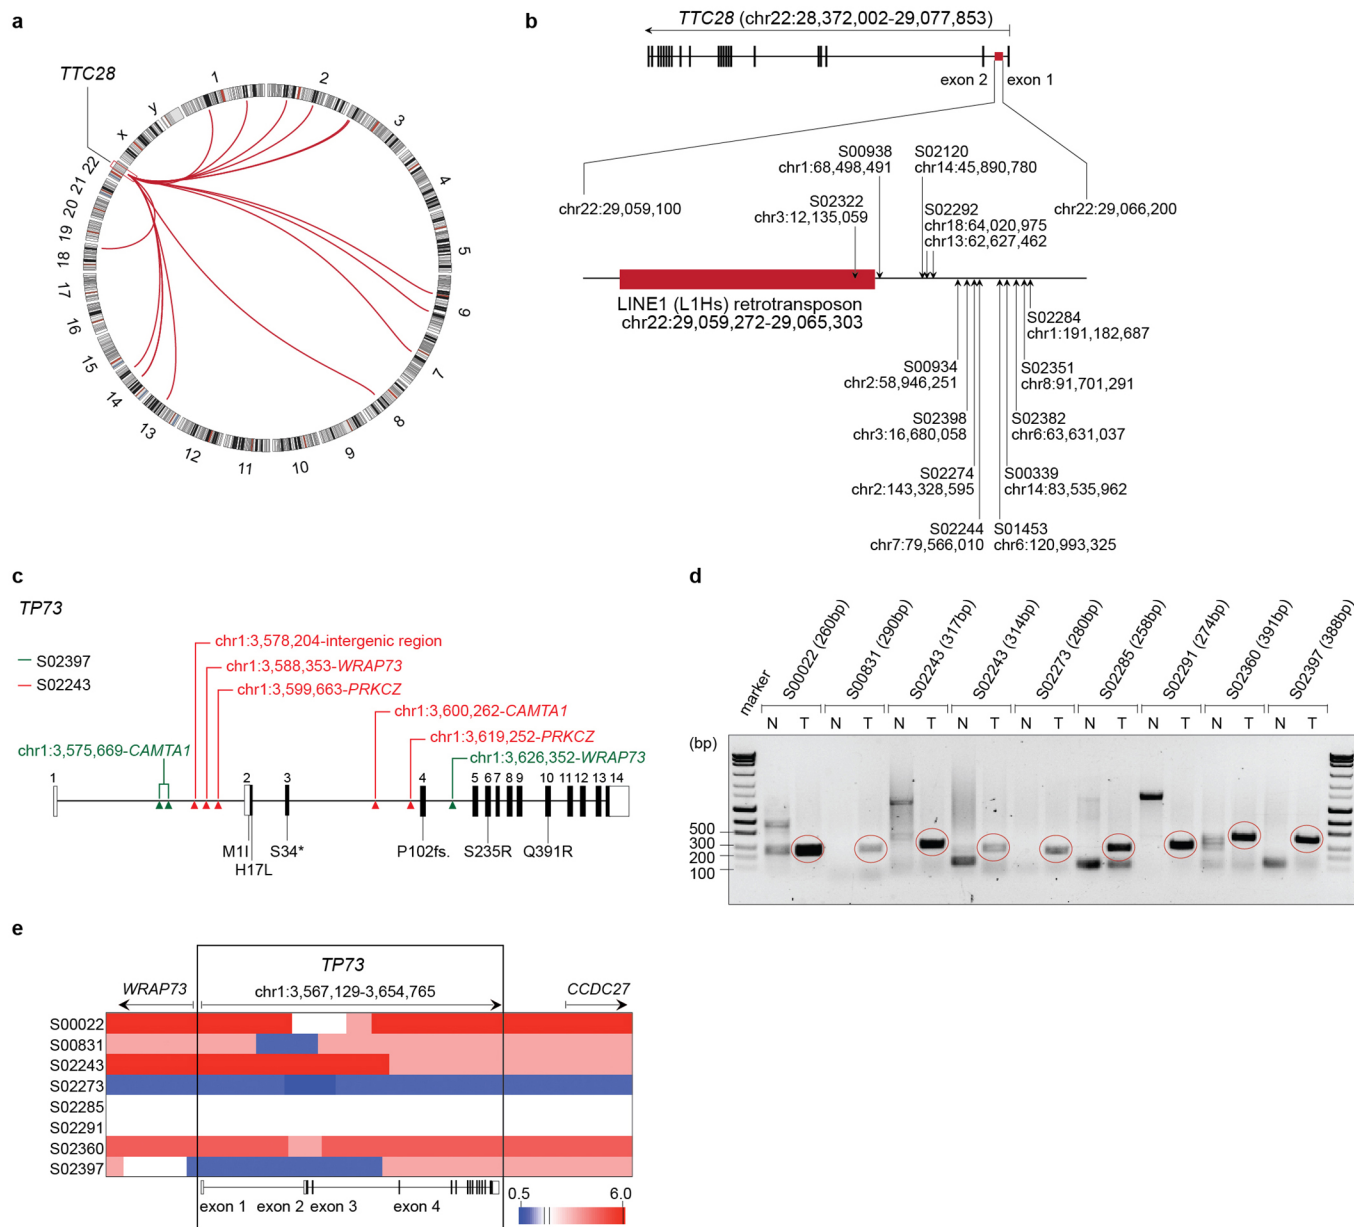 a
TTC28
1
2
3
4
5
6
7
8
9
10
11
12
13
14
15
16
17
18
19
20
21
22
x
y
b
TTC28 (chr22:28,372,002-29,077,853)
exon 2
exon 1
chr22:29,059,100
chr22:29,066,200
S00938
chr1:68,498,491
S02120
chr14:45,890,780
S02322
chr3:12,135,059
S02292
chr18:64,020,975
chr13:62,627,462
LINE1 (L1Hs) retrotransposon
chr22:29,059,272-29,065,303
S02284
chr1:191,182,687
S00934
chr2:58,946,251
S02351
chr8:91,701,291
S02398
chr3:16,680,058
S02382
chr6:63,631,037
S02274
chr2:143,328,595
S00339
chr14:83,535,962
S02244
chr7:79,566,010
S01453
chr6:120,993,325
c
TP73
S02397
S02243
chr1:3,578,204-intergenic region
chr1:3,588,353-WRAP73
chr1:3,599,663-PRKCZ
chr1:3,600,262-CAMTA1
chr1:3,619,252-PRKCZ
chr1:3,575,669-CAMTA1
chr1:3,626,352-WRAP73
1 2 3 4 5 6 7 8 9 10 11 12 13 14
M1I
H17L
S34*
P102fs.
S235R
Q391R
d
marker
S00022 (260bp)
S00831 (290bp)
S02243 (317bp)
S02243 (314bp)
S02273 (280bp)
S02285 (258bp)
S02291 (274bp)
S02360 (391bp)
S02397 (388bp)
N T N T N T N T N T N T N T N T N T
(bp)
500
300
200
100
e
TP73
WRAP73
chr1:3,567,129-3,654,765
CCDC27
S00022
S00831
S02243
S02273
S02285
S02291
S02360
S02397
exon 1 exon 2 exon 3 exon 4
0.5 6.0